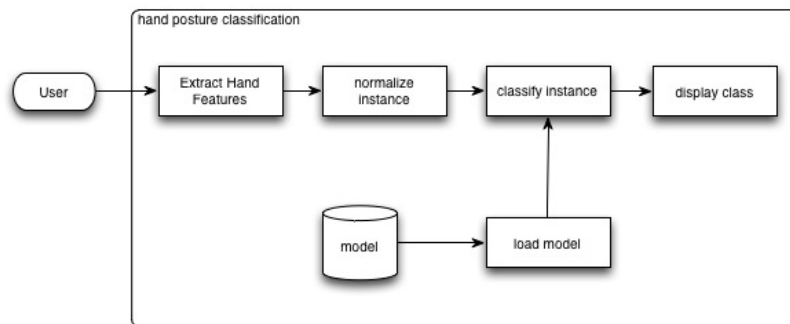 hand posture classification
User
Extract Hand
Features
normalize
instance
classify instance
display class
model
load model